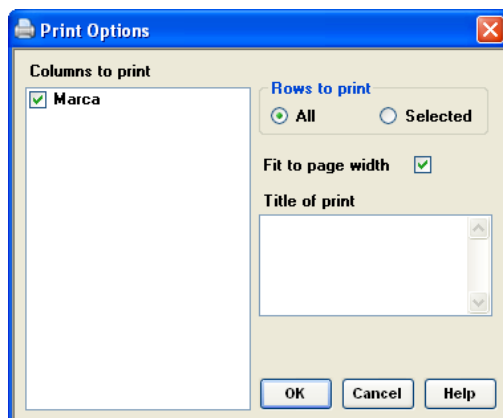 Print Options
Columns to print
Marca
Rows to print
All
Selected
Fit to page width
Title of print
OK
Cancel
Help